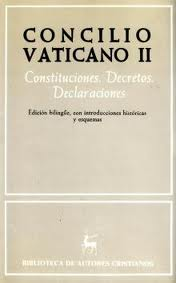 CONCILIO
VATICANO II
Constituciones. Decretos.
Declaraciones
Edición bilingüe, con introducciones históricas
y esquemas
BIBLIOTECA DE AUTORES CRISTIANOS